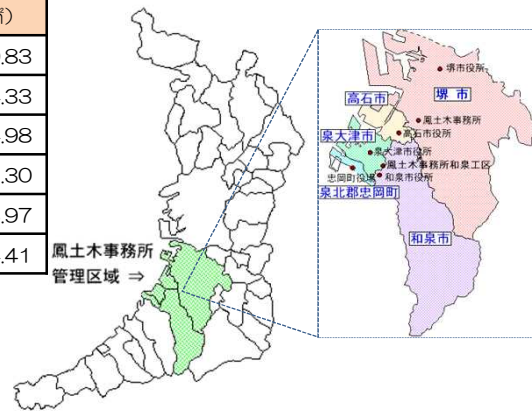 ㎡)
.83
.33
.98
.30
.97
.41
鳳土木事務所
管理区域 ⇒
堺市役所
高石市
堺 市
鳳土木事務所
高石市役所
泉大津市
泉大津市役所
鳳土木事務所和泉工区
忠岡町役場
和泉市役所
泉北郡忠岡町
和泉市